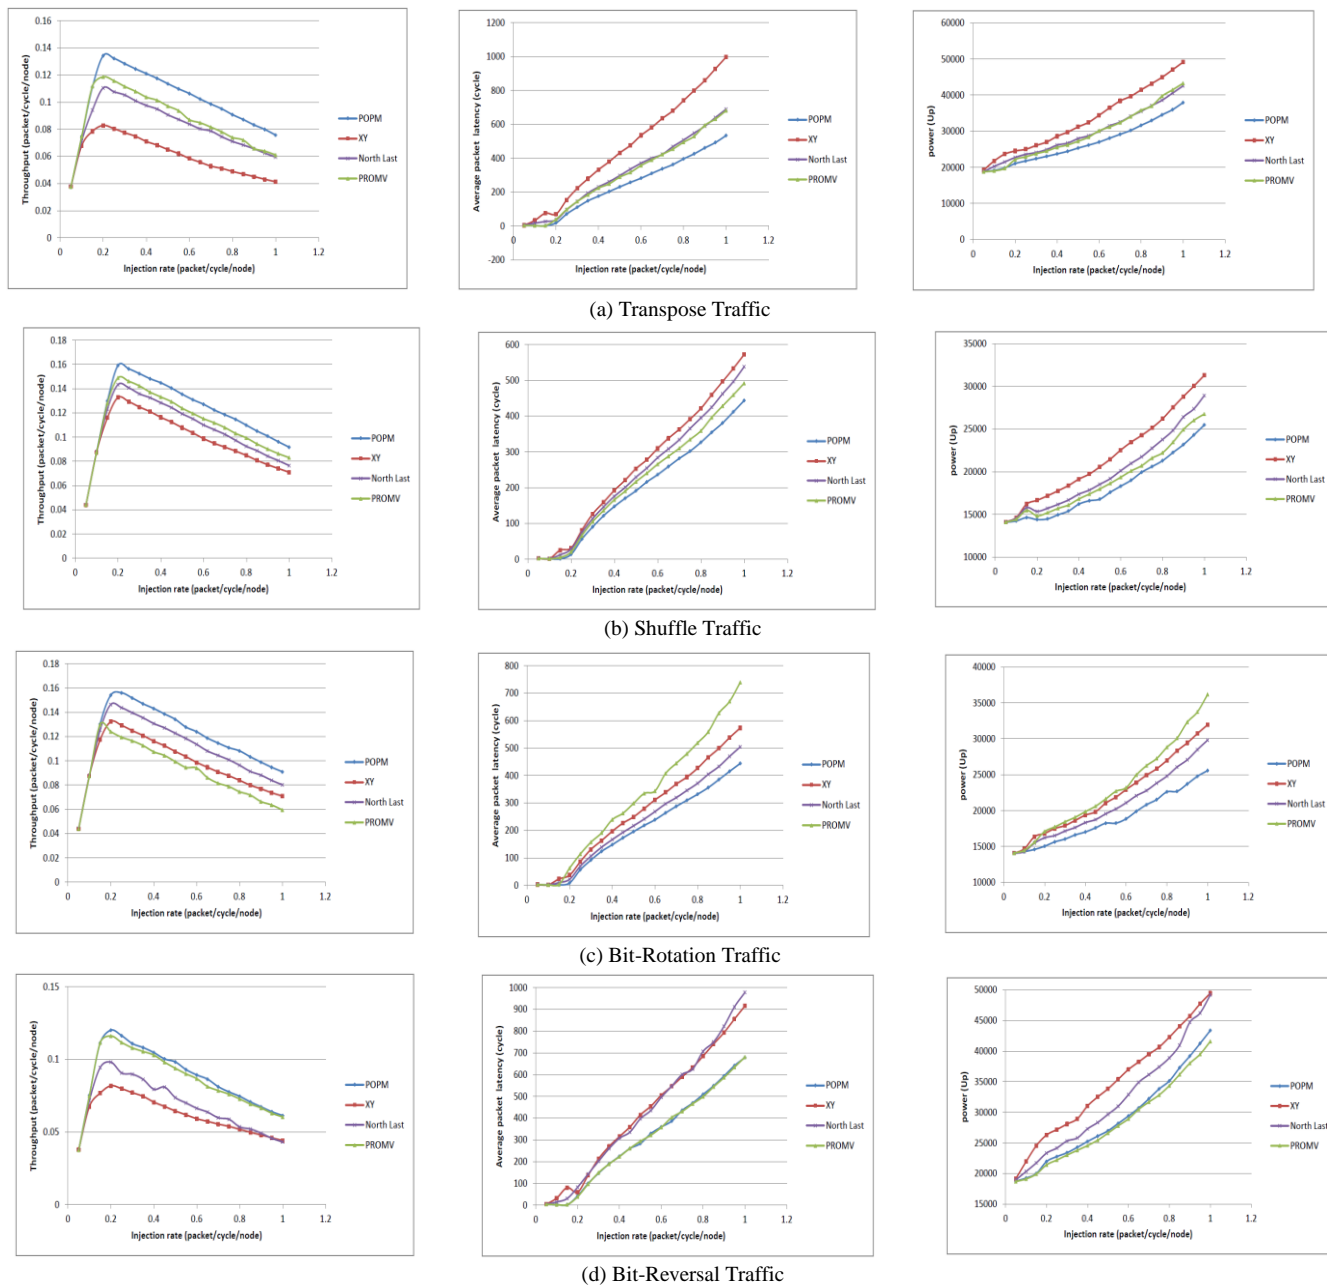 Throughput (packet/cycle/node)
0.16
0.14
0.12
0.1
0.08
0.06
0.04
0.02
0
0 0.2 0.4 0.6 0.8 1 1.2
Injection rate (packet/cycle/node)
POPM
XY
North Last
PROMV
Average packet latency (cycle)
1200
1000
800
600
400
200
0
-200
0 0.2 0.4 0.6 0.8 1 1.2
Injection rate (packet/cycle/node)
POPM
XY
North Last
PROMV
power (Up)
60000
50000
40000
30000
20000
10000
0
0 0.2 0.4 0.6 0.8 1 1.2
Injection rate (packet/cycle/node)
POPM
XY
North Last
PROMV
(a) Transpose Traffic
Throughput (packet/cycle/node)
0.18
0.16
0.14
0.12
0.1
0.08
0.06
0.04
0.02
0
0 0.2 0.4 0.6 0.8 1 1.2
Injection rate (packet/cycle/node)
POPM
XY
North Last
PROMV
Average packet latency (cycle)
600
500
400
300
200
100
0
0 0.2 0.4 0.6 0.8 1 1.2
Injection rate (packet/cycle/node)
POPM
XY
North Last
PROMV
power (Up)
35000
30000
25000
20000
15000
10000
0 0.2 0.4 0.6 0.8 1 1.2
Injection rate (packet/cycle/node)
POPM
XY
North Last
PROMV
(b) Shuffle Traffic
Throughput (packet/cycle/node)
0.18
0.16
0.14
0.12
0.1
0.08
0.06
0.04
0.02
0
0 0.2 0.4 0.6 0.8 1 1.2
Injection rate (packet/cycle/node)
POPM
XY
North Last
PROMV
Average packet latency (cycle)
800
700
600
500
400
300
200
100
0
0 0.2 0.4 0.6 0.8 1 1.2
Injection rate (packet/cycle/node)
POPM
XY
North Last
PROMV
power (Up)
40000
35000
30000
25000
20000
15000
10000
0 0.2 0.4 0.6 0.8 1 1.2
Injection rate (packet/cycle/node)
POPM
XY
North Last
PROMV
(c) Bit-Rotation Traffic
Throughput (packet/cycle/node)
0.15
0.1
0.05
0
0 0.2 0.4 0.6 0.8 1 1.2
Injection rate (packet/cycle/node)
POPM
XY
North Last
PROMV
Average packet latency (cycle)
1000
900
800
700
600
500
400
300
200
100
0
0 0.2 0.4 0.6 0.8 1 1.2
Injection rate (packet/cycle/node)
POPM
XY
North Last
PROMV
power (Up)
50000
45000
40000
35000
30000
25000
20000
15000
0 0.2 0.4 0.6 0.8 1 1.2
Injection rate (packet/cycle/node)
POPM
XY
North Last
PROMV
(d) Bit-Reversal Traffic